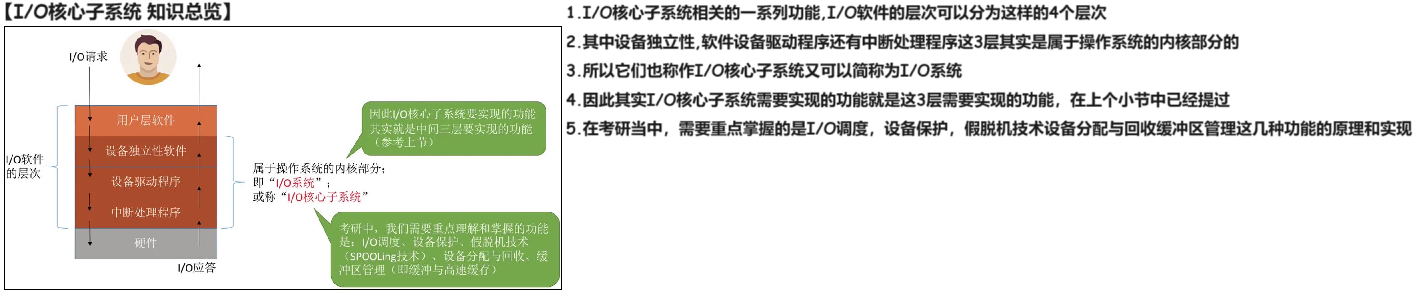 【I/O核心子系统 知识总览】
I/O请求
用户层软件
设备独立性软件
设备驱动程序
中断处理程序
硬件
I/O软件
的层次
I/O应答
因此I/O核心子系统要实现的功能
其实就是中间三层要实现的功能
（参考上节）
属于操作系统的内核部分；
即“I/O系统”；
或称“I/O核心子系统”
考研中，我们需要重点理解和掌握的功能
是：I/O调度、设备保护、假脱机技术
（SPOOLing技术）、设备分配与回收、缓
冲区管理（即缓冲与高速缓存）
1.I/O核心子系统相关的一系列功能,I/O软件的层次可以分为这样的4个层次
2.其中设备独立性,软件设备驱动程序还有中断处理程序这3层其实是属于操作系统的内核部分的
3.所以它们也称作I/O核心子系统又可以简称为I/O系统
4.因此其实I/O核心子系统需要实现的功能就是这3层需要实现的功能，在上个小节中已经提过
5.在考研当中，需要重点掌握的是I/O调度，设备保护，假脱机技术设备分配与回收缓冲区管理这几种功能的原理和实现